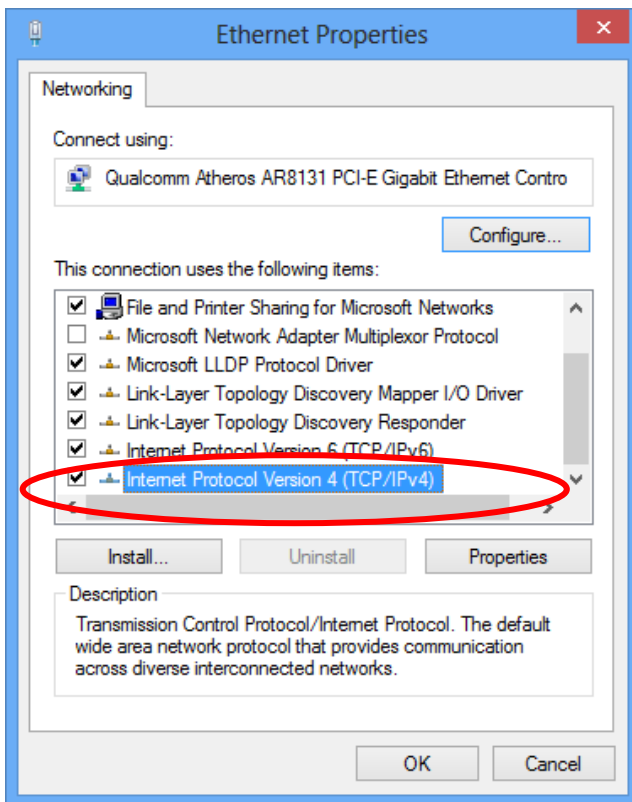 Ethernet Properties
Networking
Connect using:
Qualcomm Atheros AR8131 PCI-E Gigabit Ethernet Contro
Configure...
This connection uses the following items:
File and Printer Sharing for Microsoft Networks
Microsoft Network Adapter Multiplexor Protocol
Microsoft LLDP Protocol Driver
Link-Layer Topology Discovery Mapper I/O Driver
Link-Layer Topology Discovery Responder
Internet Protocol Version 6 (TCP/IPv6)
Internet Protocol Version 4 (TCP/IPv4)
Install... Uninstall Properties
Description
Transmission Control Protocol/Internet Protocol. The default
wide area network protocol that provides communication
across diverse interconnected networks.
OK Cancel